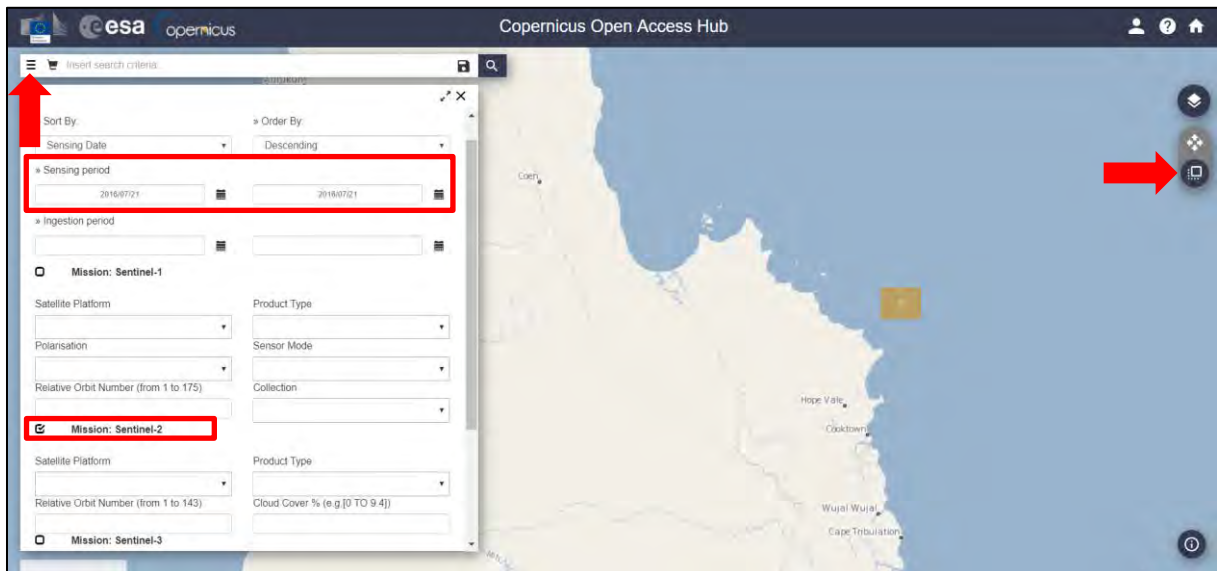 esa opernicus
Copernicus Open Access Hub
Insert search criteria...
Sort By:
» Order By:
Sensing Date
Descending
» Sensing period
2016/07/21
2016/07/21
» Ingestion period
Mission: Sentinel-1
Satellite Platform
Product Type
Polarisation
Sensor Mode
Relative Orbit Number (from 1 to 175)
Collection
Mission: Sentinel-2
Satellite Platform
Product Type
Relative Orbit Number (from 1 to 143)
Cloud Cover % (e.g.[0 TO 9.4])
Mission: Sentinel-3
Coen
Hope Vale
Cooktown
Wujal Wujal
Cape Tribulation